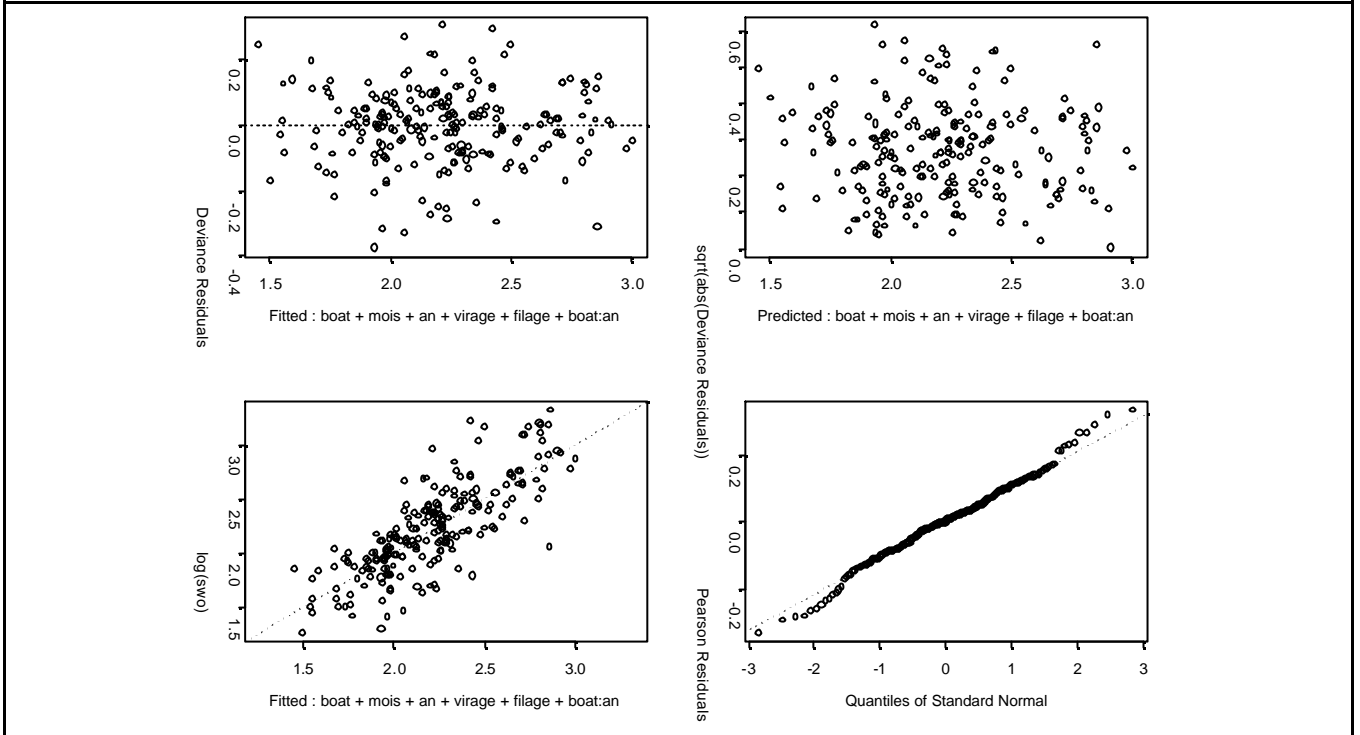 0.2
0.0
-0.2
-0.4
Deviance Residuals
1.5 2.0 2.5 3.0
Fitted : boat + mois + an + virage + filage + boat:an
0.6
0.4
0.2
0.0
sqrt(abs(Deviance Residuals))
1.5 2.0 2.5 3.0
Predicted : boat + mois + an + virage + filage + boat:an
3.0
2.5
2.0
1.5
log(swo)
1.5 2.0 2.5 3.0
Fitted : boat + mois + an + virage + filage + boat:an
0.2
0.0
-0.2
Pearson Residuals
-3 -2 -1 0 1 2 3
Quantiles of Standard Normal